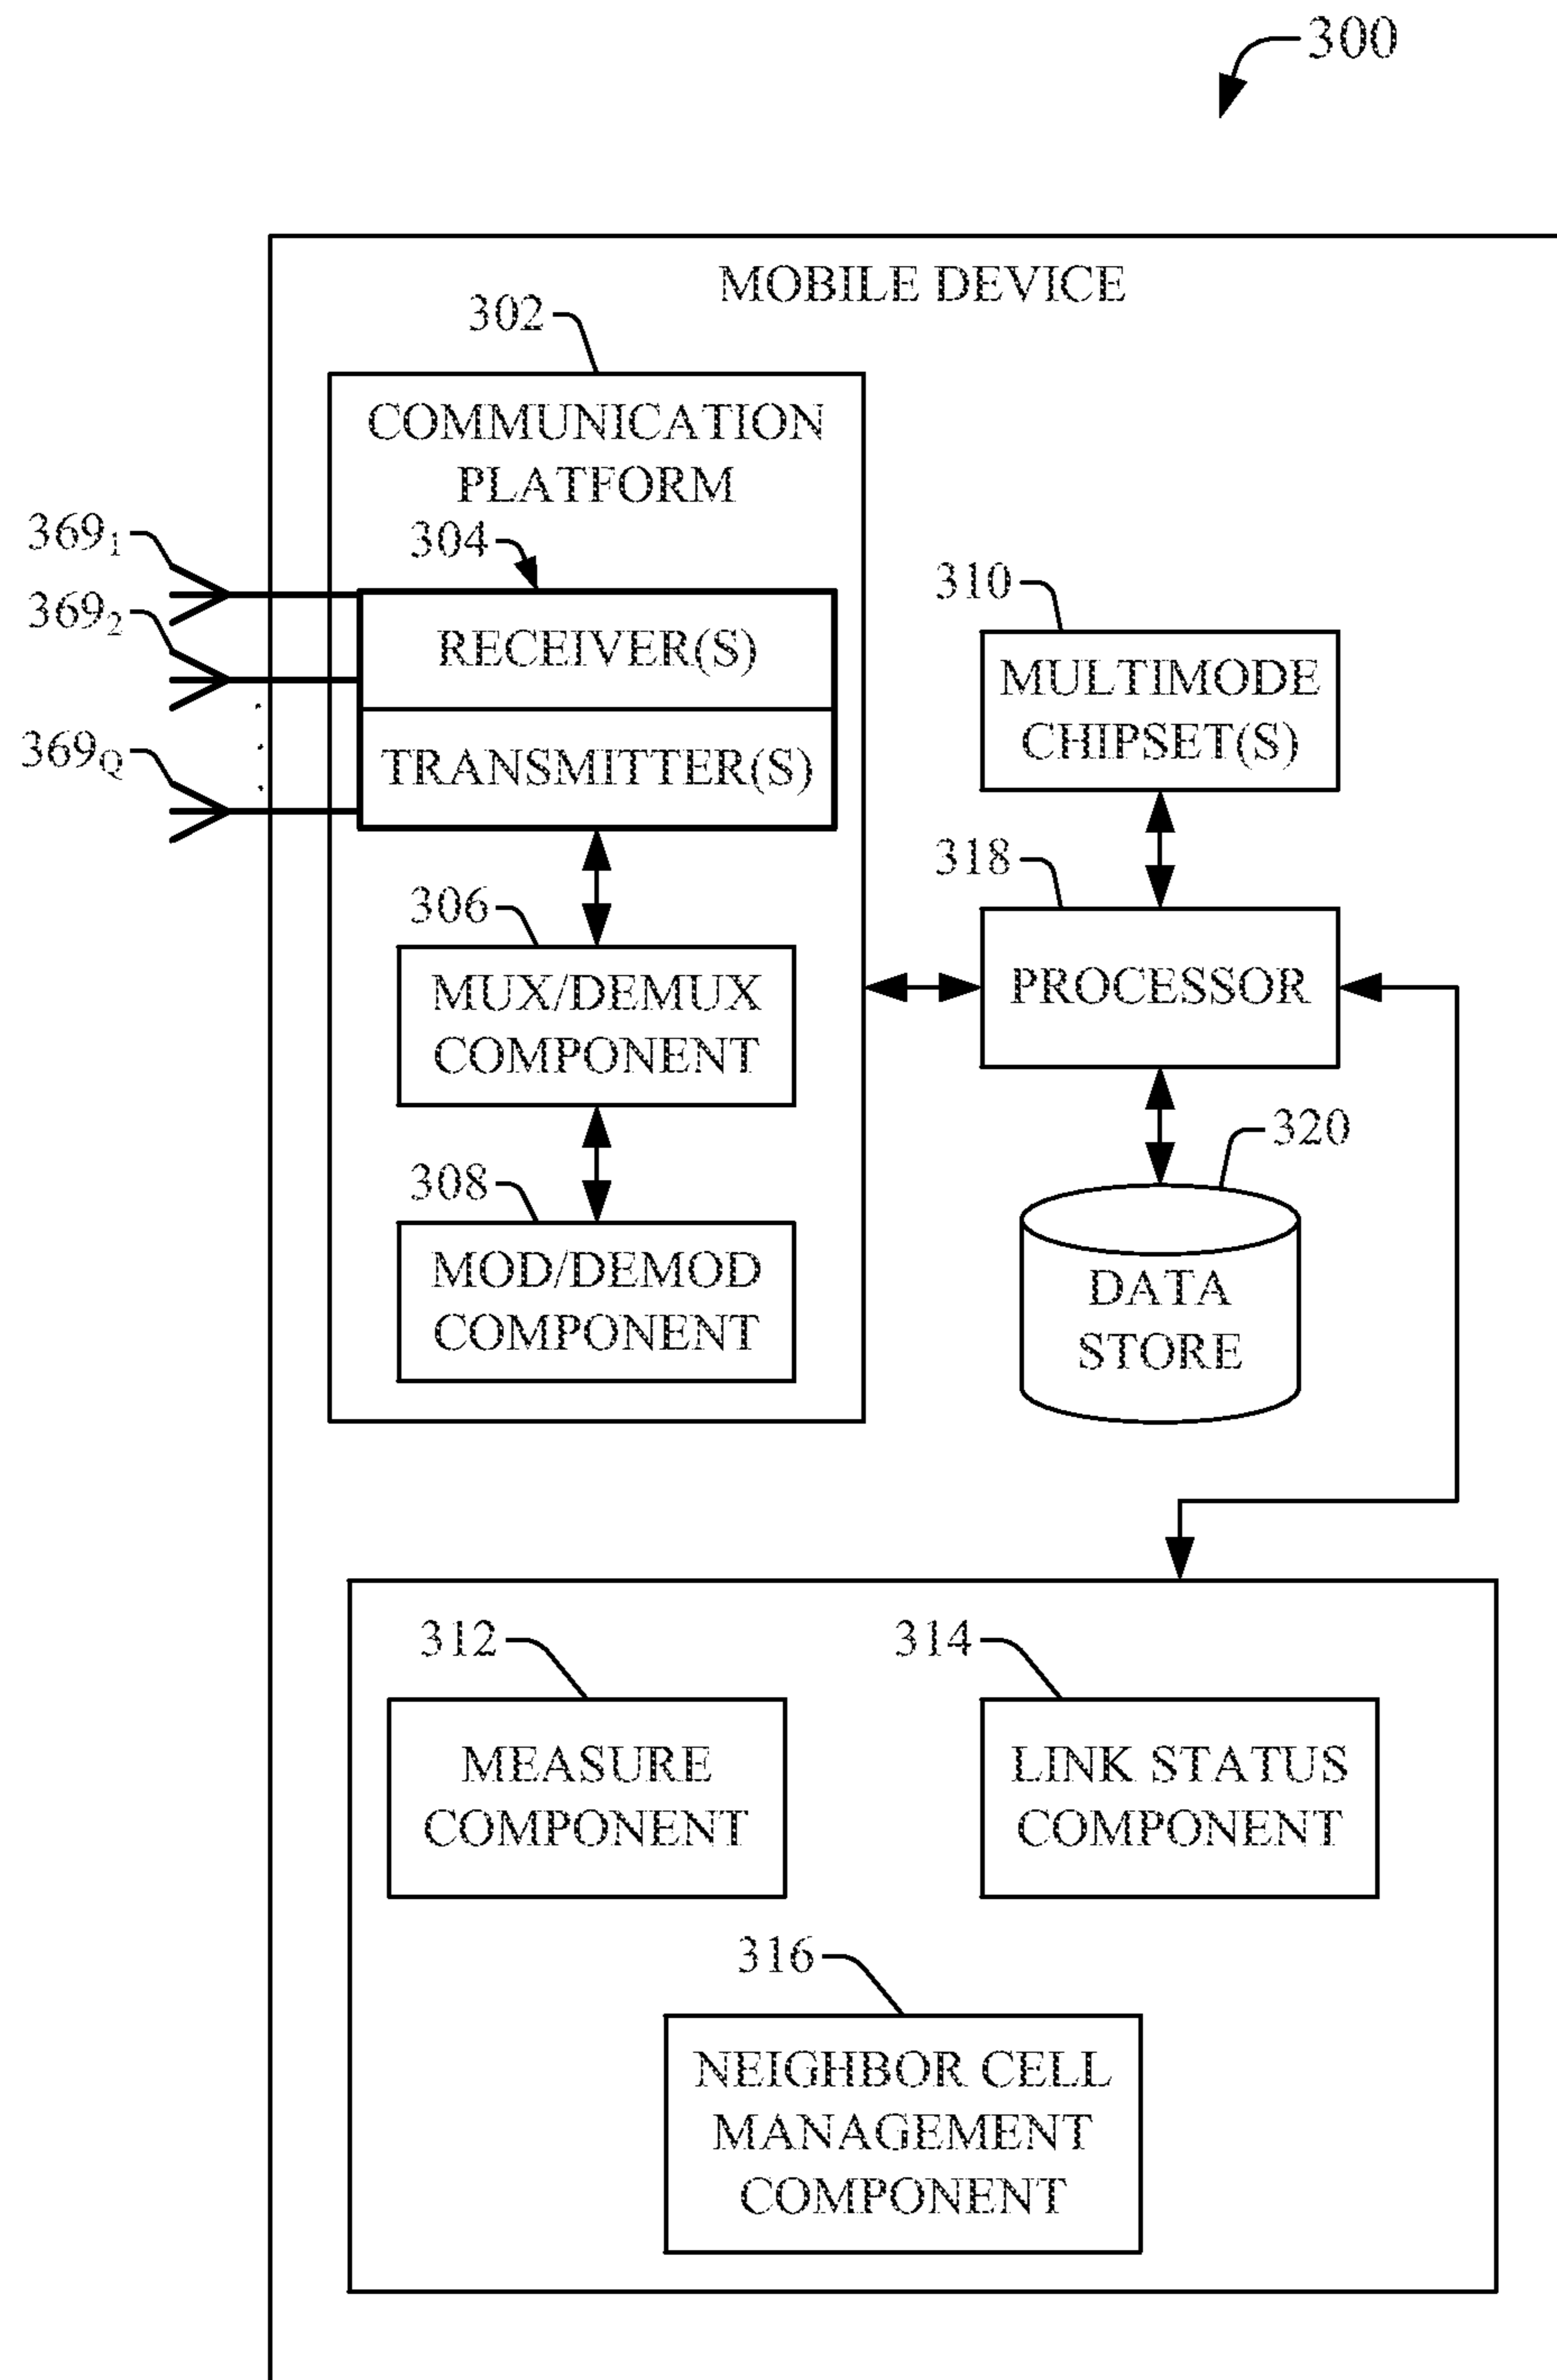 300
MOBILE DEVICE
302
COMMUNICATION
PLATFORM
304
369₁
369₂
369Q
RECEIVER(S)
TRANSMITTER(S)
310
MULTIMODE
CHIPSET(S)
318
PROCESSOR
306
MUX/DEMUX
COMPONENT
308
MOD/DEMOD
COMPONENT
320
DATA
STORE
312
MEASURE
COMPONENT
314
LINK STATUS
COMPONENT
316
NEIGHBOR CELL
MANAGEMENT
COMPONENT